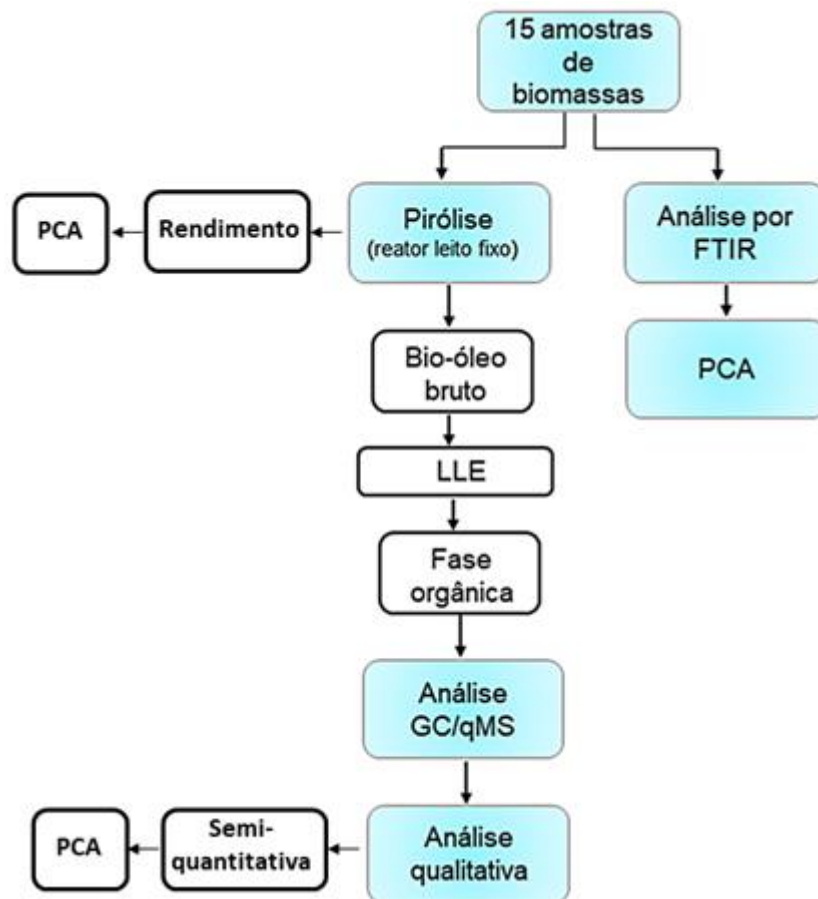 15 amostras
de
biomassas
PCA
Rendimento
Pirólise
(reator leito fixo)
Análise por
FTIR
Bio-óleo
bruto
PCA
LLE
Fase
orgânica
Análise
GC/qMS
PCA
Semi-
quantitativa
Análise
qualitativa